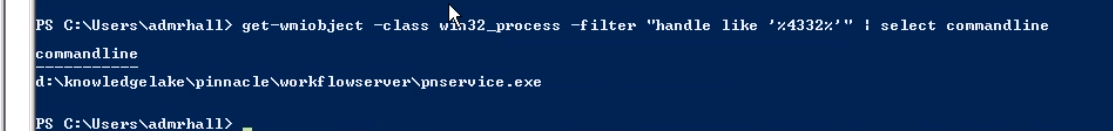 PS C:\Users\admrhall> get-wmiobject -class win32_process -filter "handle like '%4332%'" | select commandline
commandline
-----------
d:\knowledgelake\pinnacle\workflowserver\pnservice.exe
PS C:\Users\admrhall>